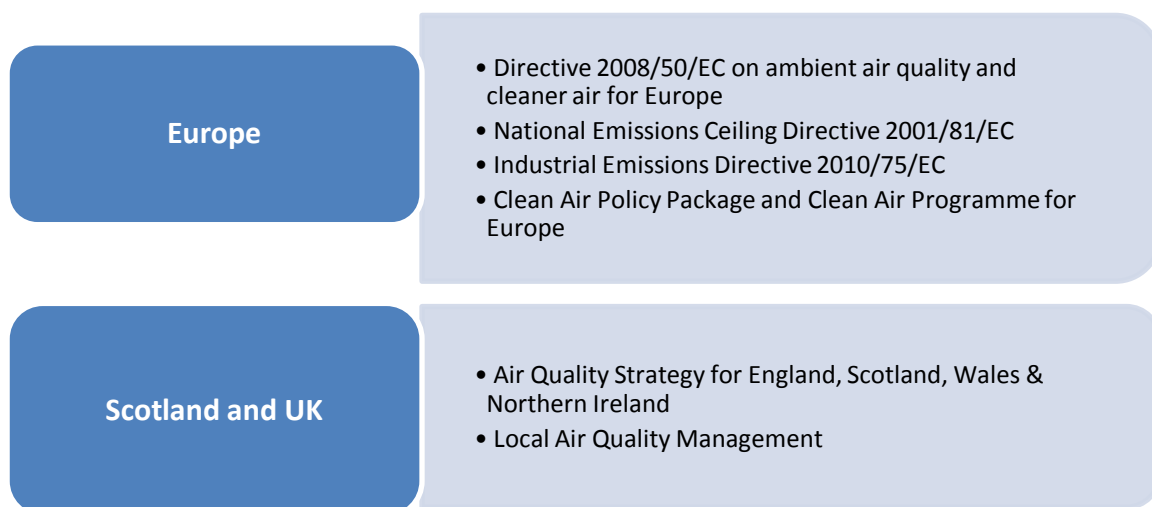 Europe
• Directive 2008/50/EC on ambient air quality and
cleaner air for Europe
• National Emissions Ceiling Directive 2001/81/EC
• Industrial Emissions Directive 2010/75/EC
• Clean Air Policy Package and Clean Air Programme for
Europe
Scotland and UK
• Air Quality Strategy for England, Scotland, Wales &
Northern Ireland
• Local Air Quality Management